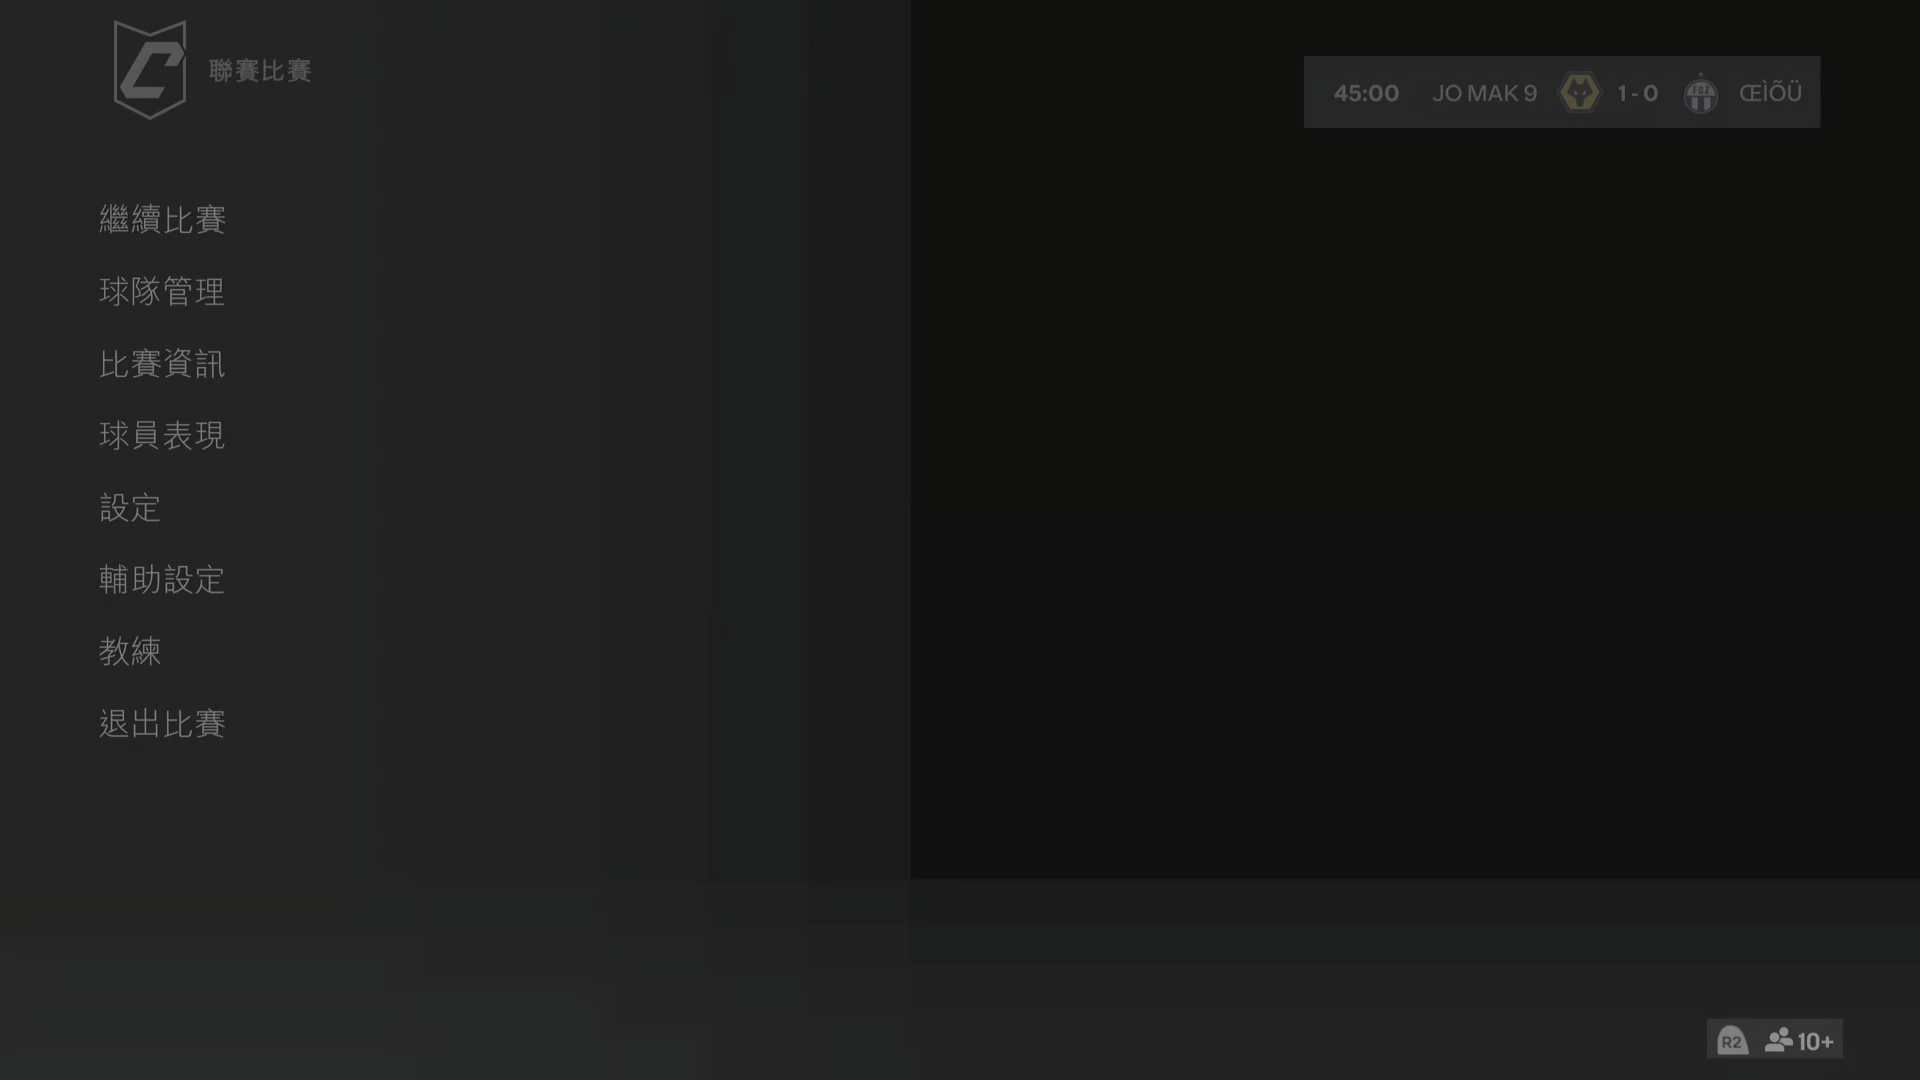 聯賽比賽
45:00 JO MAK 9 1 - 0 FCZ ŒÌÕÜ
繼續比賽
球隊管理
比賽資訊
球員表現
設定
輔助設定
教練
退出比賽
R2 10+